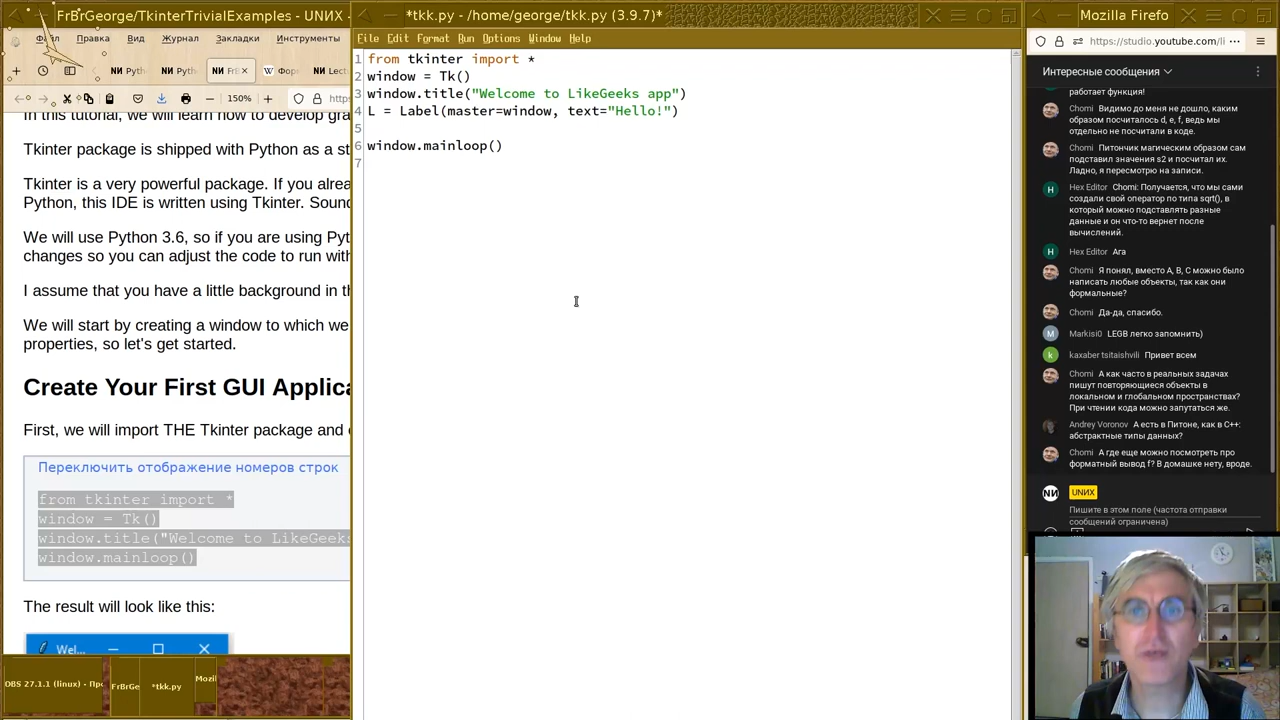 FrBrGeorge/TkinterTrivialExamples - UNИX
Файл Правка Вид Журнал Закладки Инструменты
Pyth
Pyth
FrB
Фор
Lect
150%
In this tutorial, we will learn how to develop gra
Tkinter package is shipped with Python as a st
Tkinter is a very powerful package. If you alrea
Python, this IDE is written using Tkinter. Soun
We will use Python 3.6, so if you are using Pyt
changes so you can adjust the code to run with
I assume that you have a little background in th
We will start by creating a window to which we
properties, so let's get started.
Create Your First GUI Applica
First, we will import THE Tkinter package and
Переключить отображение номеров строк
from tkinter import *
window = Tk()
window.title("Welcome to LikeGeeks
window.mainloop()
The result will look like this:
Wel...
OBS 27.1.1 (linux) - Пр
FrBrGe
*tkk.py
Mozil
*tkk.py - /home/george/tkk.py (3.9.7)*
File Edit Format Run Options Window Help
1 from tkinter import *
2 window = Tk()
3 window.title("Welcome to LikeGeeks app")
4 L = Label(master=window, text="Hello!")
5
6 window.mainloop()
7
Mozilla Firefo
https://studio.youtube.com/li
Интересные сообщения
работает функция!
Chomi Видимо до меня не дошло, каким
образом посчиталось d, e, f, ведь мы
отдельно не посчитали в коде.
Chomi Питончик магическим образом сам
подставил значения s2 и посчитал их.
Ладно, я пересмотрю на записи.
Hex Editor Chomi: Получается, что мы сами
создали свой оператор по типа sqrt(), в
который можно подставлять разные
данные и он что-то вернет после
вычислений.
Hex Editor Ага
Chomi Я понял, вместо A, B, C можно было
написать любые объекты, так как они
формальные?
Chomi Да-да, спасибо.
Markisi0 LEGB легко запомнить)
kaxaber tsitaishvili Привет всем
Chomi А как часто в реальных задачах
пишут повторяющиеся объекты в
локальном и глобальном пространствах?
При чтении кода можно запутаться же.
Andrey Voronov А есть в Питоне, как в C++:
абстрактные типы данных?
Chomi А где еще можно посмотреть про
форматный вывод f? В домашке нету, вроде.
UNИX
Пишите в этом поле (частота отправки
сообщений ограничена)